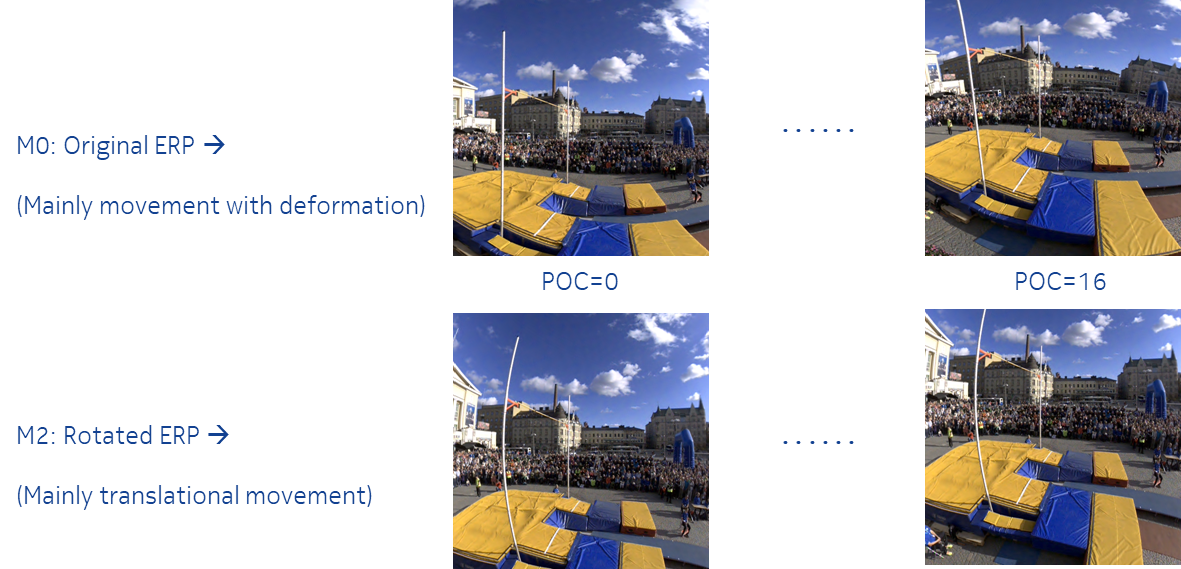 M0: Original ERP →
(Mainly movement with deformation)
......
POC=0
POC=16
M2: Rotated ERP →
(Mainly translational movement)
......